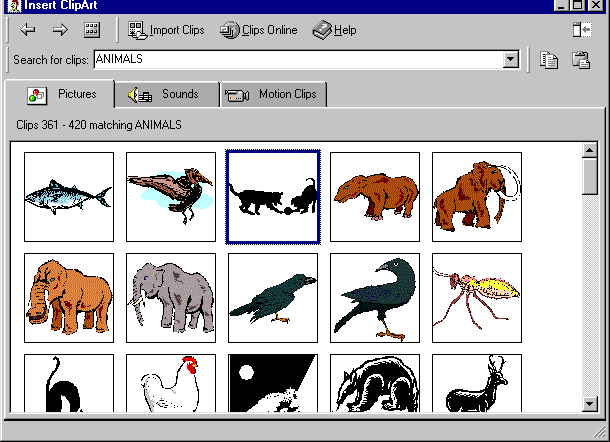 Insert ClipArt
Import Clips Clips Online Help
Search for clips: ANIMALS
Pictures Sounds Motion Clips
Clips 361 - 420 matching ANIMALS